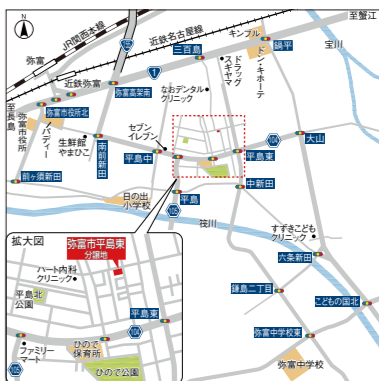 N
至蟹江
JR関西本線
近鉄名古屋線
弥富
近鉄弥富
三百島
キンブル
鍋平
宝川
ドン・キホーテ
ドラッグ
スギヤマ
1
弥富高架南
なおデンタル
クリニック
弥富市役所北
至長島
弥富市役所
パディー
生鮮館
やまひこ
セブン
イレブン
南前新田
平島中
平島東
104
大山
前ヶ須新田
日の出
小学校
平島
中新田
105
筏川
すずきこども
クリニック
六条新田
鎌島二丁目
こどもの国北
弥富中学校東
弥富中学校
拡大図
弥富市平島東
分譲地
ハート内科
クリニック
平島北
公園
平島東
104
ファミリー
マート
ひので
保育所
105
ひので公園